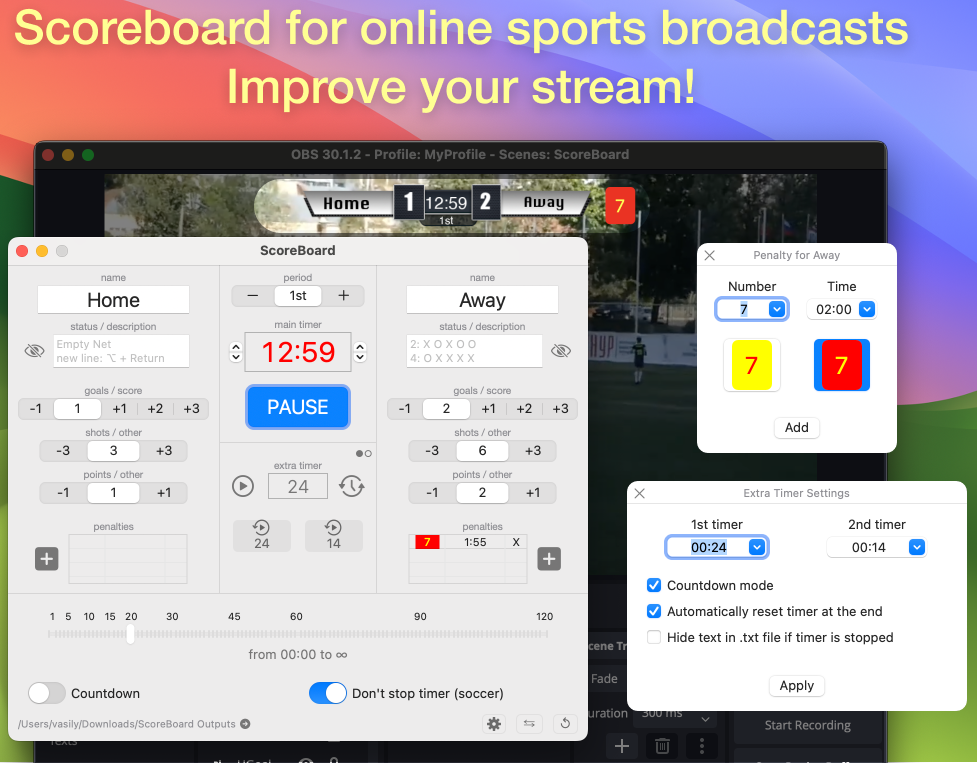 Scoreboard for online sports broadcasts
Improve your stream!
OBS 30.1.2 - Profile: MyProfile - Scenes: ScoreBoard
Home 1 12:59 2 Away 7
1st
ScoreBoard
name
Home
status / description
Empty Net
new line: ⌥ + Return
goals / score
-1 1 +1 +2 +3
shots / other
-3 3 +3
points / other
-1 1 +1
penalties
+
period
− 1st +
main timer
12:59
PAUSE
extra timer
24
24 14
name
Away
status / description
2: X O X O O
4: O X X X X
goals / score
-1 2 +1 +2 +3
shots / other
-3 6 +3
points / other
-1 2 +1
penalties
7 1:55 X
+
1 5 10 15 20 30 45 60 90 120
from 00:00 to ∞
Countdown
Don't stop timer (soccer)
/Users/vasily/Downloads/ScoreBoard Outputs
Penalty for Away
Number Time
7 02:00
7 7
Add
Extra Timer Settings
1st timer 2nd timer
00:24 00:14
Countdown mode
Automatically reset timer at the end
Hide text in .txt file if timer is stopped
Apply
Fade
300 ms
Start Recording
Texts